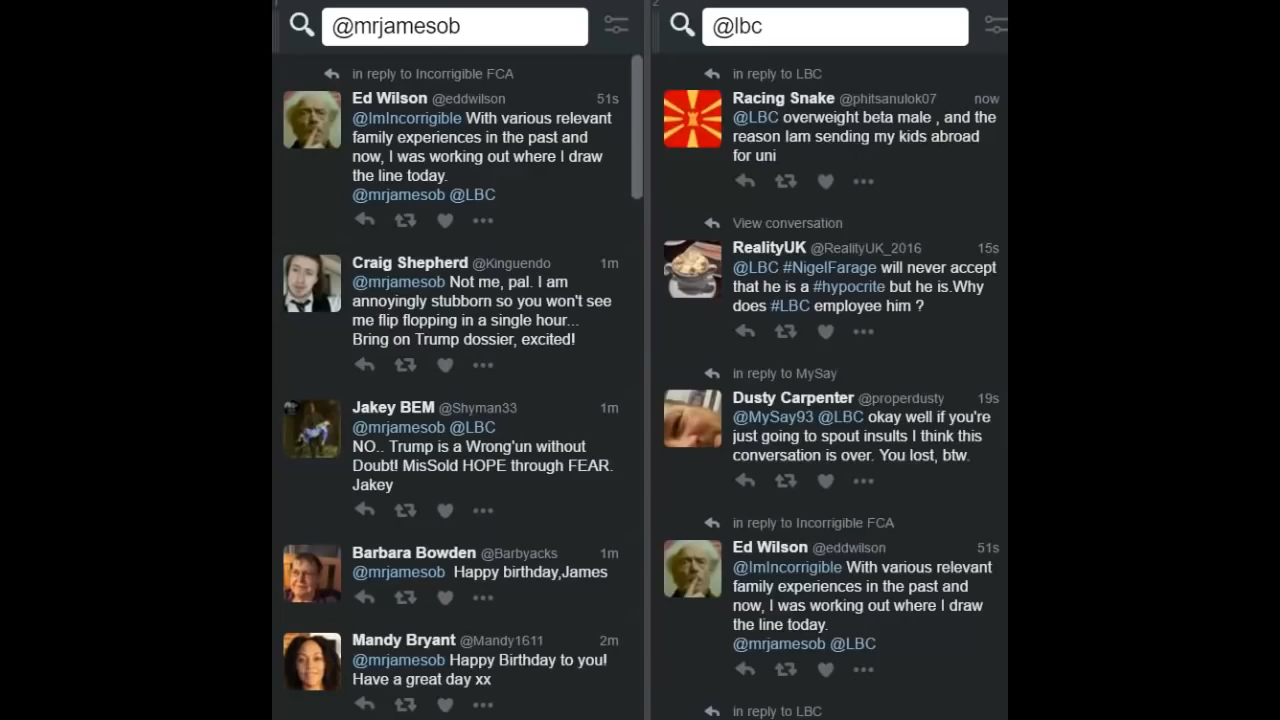 1
@mrjamesob
in reply to Incorrigible FCA
Ed Wilson @eddwilson 51s
@ImIncorrigible With various relevant
family experiences in the past and
now, I was working out where I draw
the line today.
@mrjamesob @LBC
Craig Shepherd @Kinguendo 1m
@mrjamesob Not me, pal. I am
annoyingly stubborn so you won't see
me flip flopping in a single hour...
Bring on Trump dossier, excited!
Jakey BEM @Shyman33 1m
@mrjamesob @LBC
NO.. Trump is a Wrong'un without
Doubt! MisSold HOPE through FEAR.
Jakey
Barbara Bowden @Barbyacks 1m
@mrjamesob Happy birthday,James
Mandy Bryant @Mandy1611 2m
@mrjamesob Happy Birthday to you!
Have a great day xx
2
@lbc
in reply to LBC
Racing Snake @phitsanulok07 now
@LBC overweight beta male , and the
reason Iam sending my kids abroad
for uni
View conversation
RealityUK @RealityUK_2016 15s
@LBC #NigelFarage will never accept
that he is a #hypocrite but he is.Why
does #LBC employee him ?
in reply to MySay
Dusty Carpenter @properdusty 19s
@MySay93 @LBC okay well if you're
just going to spout insults I think this
conversation is over. You lost, btw.
in reply to Incorrigible FCA
Ed Wilson @eddwilson 51s
@ImIncorrigible With various relevant
family experiences in the past and
now, I was working out where I draw
the line today.
@mrjamesob @LBC
in reply to LBC